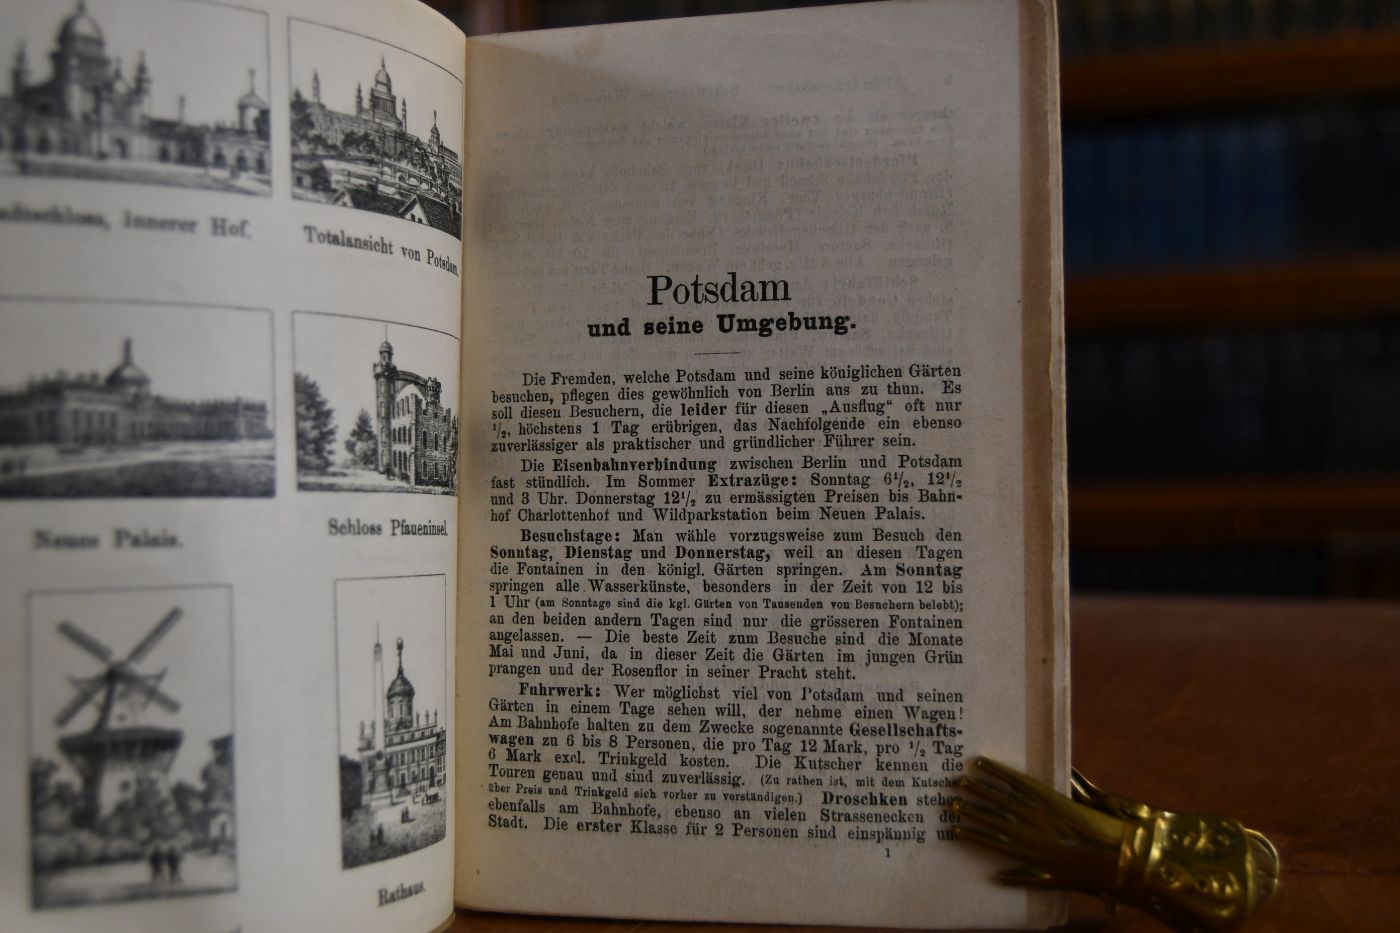 Innerer Hof.
Totalansicht von Potsdam.
Neues Palais.
Schloss Pfaueninsel.
Rathaus.
Potsdam
und seine Umgebung.
Die Fremden, welche Potsdam und seine königlichen Gärten
besuchen, pflegen dies gewöhnlich von Berlin aus zu thun. Es
soll diesen Besuchern, die leider für diesen „Ausflug“ oft nur
1/2, höchstens 1 Tag erübrigen, das Nachfolgende ein ebenso
zuverlässiger als praktischer und gründlicher Führer sein.
Die Eisenbahnverbindung zwischen Berlin und Potsdam
fast stündlich. Im Sommer Extrazüge: Sonntag 6 1/2, 12 1/2
und 3 Uhr. Donnerstag 12 1/2 zu ermässigten Preisen bis Bahn-
hof Charlottenhof und Wildparkstation beim Neuen Palais.
Besuchstage: Man wähle vorzugsweise zum Besuch den
Sonntag, Dienstag und Donnerstag, weil an diesen Tagen
die Fontainen in den königl. Gärten springen. Am Sonntag
springen alle Wasserkünste, besonders in der Zeit von 12 bis
1 Uhr (am Sonntage sind die kgl. Gärten von Tausenden von Besuchern belebt);
an den beiden andern Tagen sind nur die grösseren Fontainen
angelassen. — Die beste Zeit zum Besuche sind die Monate
Mai und Juni, da in dieser Zeit die Gärten im jungen Grün
prangen und der Rosenflor in seiner Pracht steht.
Fuhrwerk: Wer möglichst viel von Potsdam und seinen
Gärten in einem Tage sehen will, der nehme einen Wagen!
Am Bahnhofe halten zu dem Zwecke sogenannte Gesellschafts-
wagen zu 6 bis 8 Personen, die pro Tag 12 Mark, pro 1/2 Tag
6 Mark excl. Trinkgeld kosten. Die Kutscher kennen die
Touren genau und sind zuverlässig. (Zu rathen ist, mit dem Kutscher
über Preis und Trinkgeld sich vorher zu verständigen.) Droschken stehen
ebenfalls am Bahnhofe, ebenso an vielen Strassenecken der
Stadt. Die erster Klasse für 2 Personen sind einspännig
1